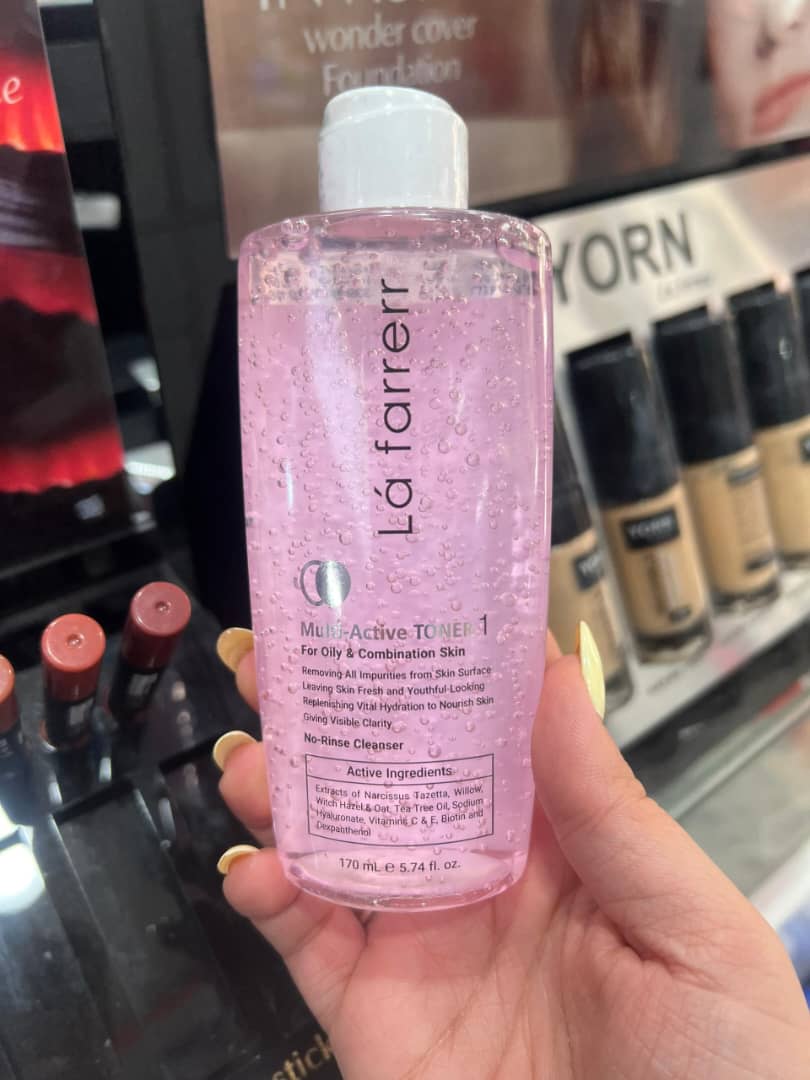 wonder cover
Foundation
e
YORN
Lá farrerr
Multi-Active TONER 1
For Oily & Combination Skin
Removing All Impurities from Skin Surface
Leaving Skin Fresh and Youthful-Looking
Replenishing Vital Hydration to Nourish Skin
Giving Visible Clarity
No-Rinse Cleanser
Active Ingredients
Extracts of Narcissus Tazetta, Willow,
Witch Hazel & Oat, Tea Tree Oil, Sodium
Hyaluronate, Vitamins C & E, Biotin and
Dexpanthenol
170 mL e 5.74 fl. oz.
YORN
stick